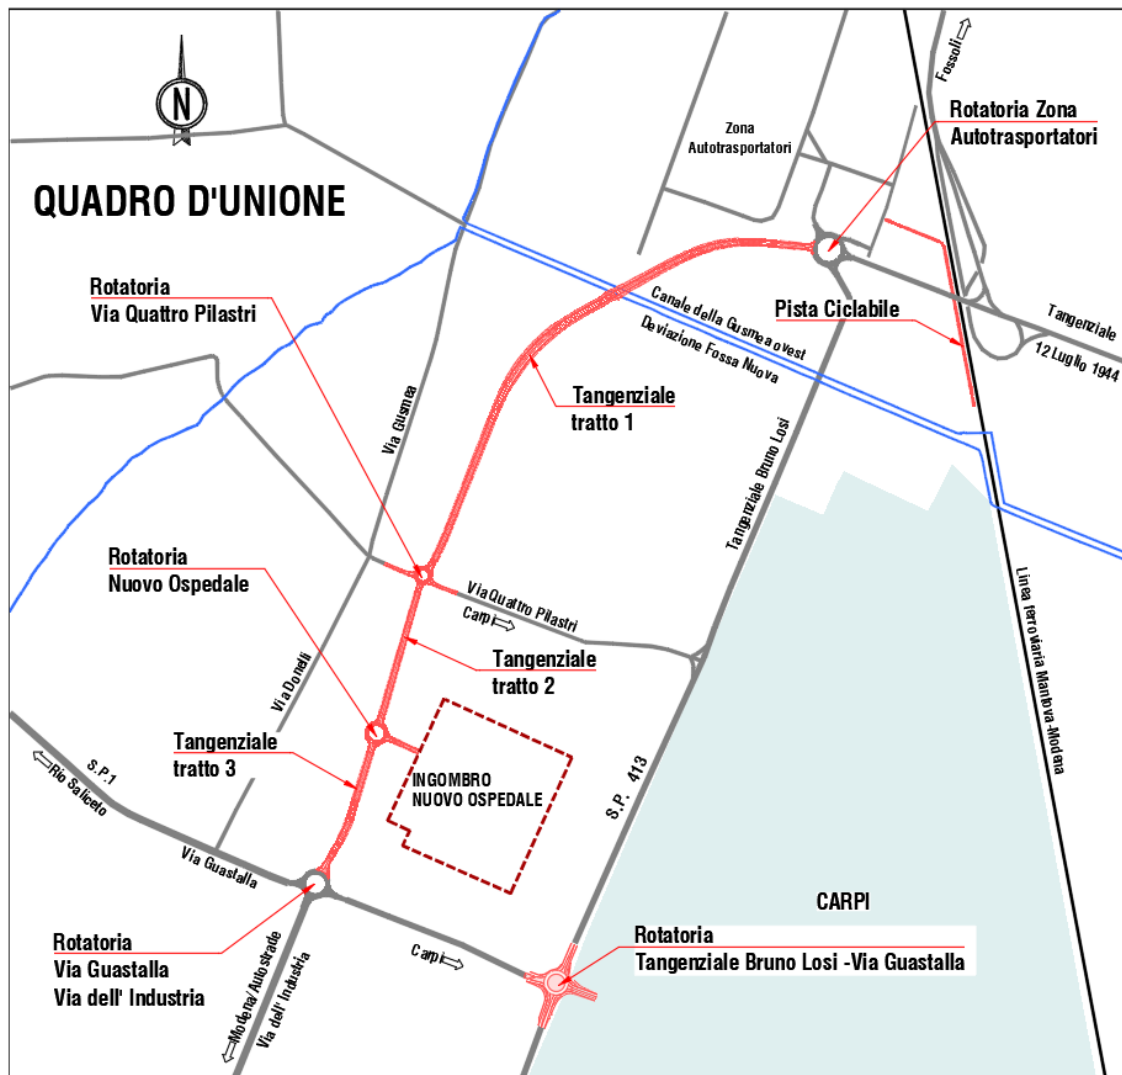 Fossoli
Rotatoria Zona
Autotrasportatori
Zona
Autotrasportatori
N
QUADRO D'UNIONE
Rotatoria
Via Quattro Pilastri
Canale della Gusmea ovest
Deviazione Fossa Nuova
Pista Ciclabile
Tangenziale
12 Luglio 1944
Tangenziale
tratto 1
Via Gusmea
Tangenziale Bruno Losi
Rotatoria
Nuovo Ospedale
Via Quattro Pilastri
Carpi
Linea ferroviaria Mantova-Modena
Tangenziale
tratto 2
Via Donelli
Tangenziale
tratto 3
S.P.1
Rio Saliceto
INGOMBRO
NUOVO OSPEDALE
S.P. 413
Via Guastalla
CARPI
Rotatoria
Via Guastalla
Via dell' Industria
Carpi
Rotatoria
Tangenziale Bruno Losi -Via Guastalla
Modena/Autostrade
Via dell' Industria